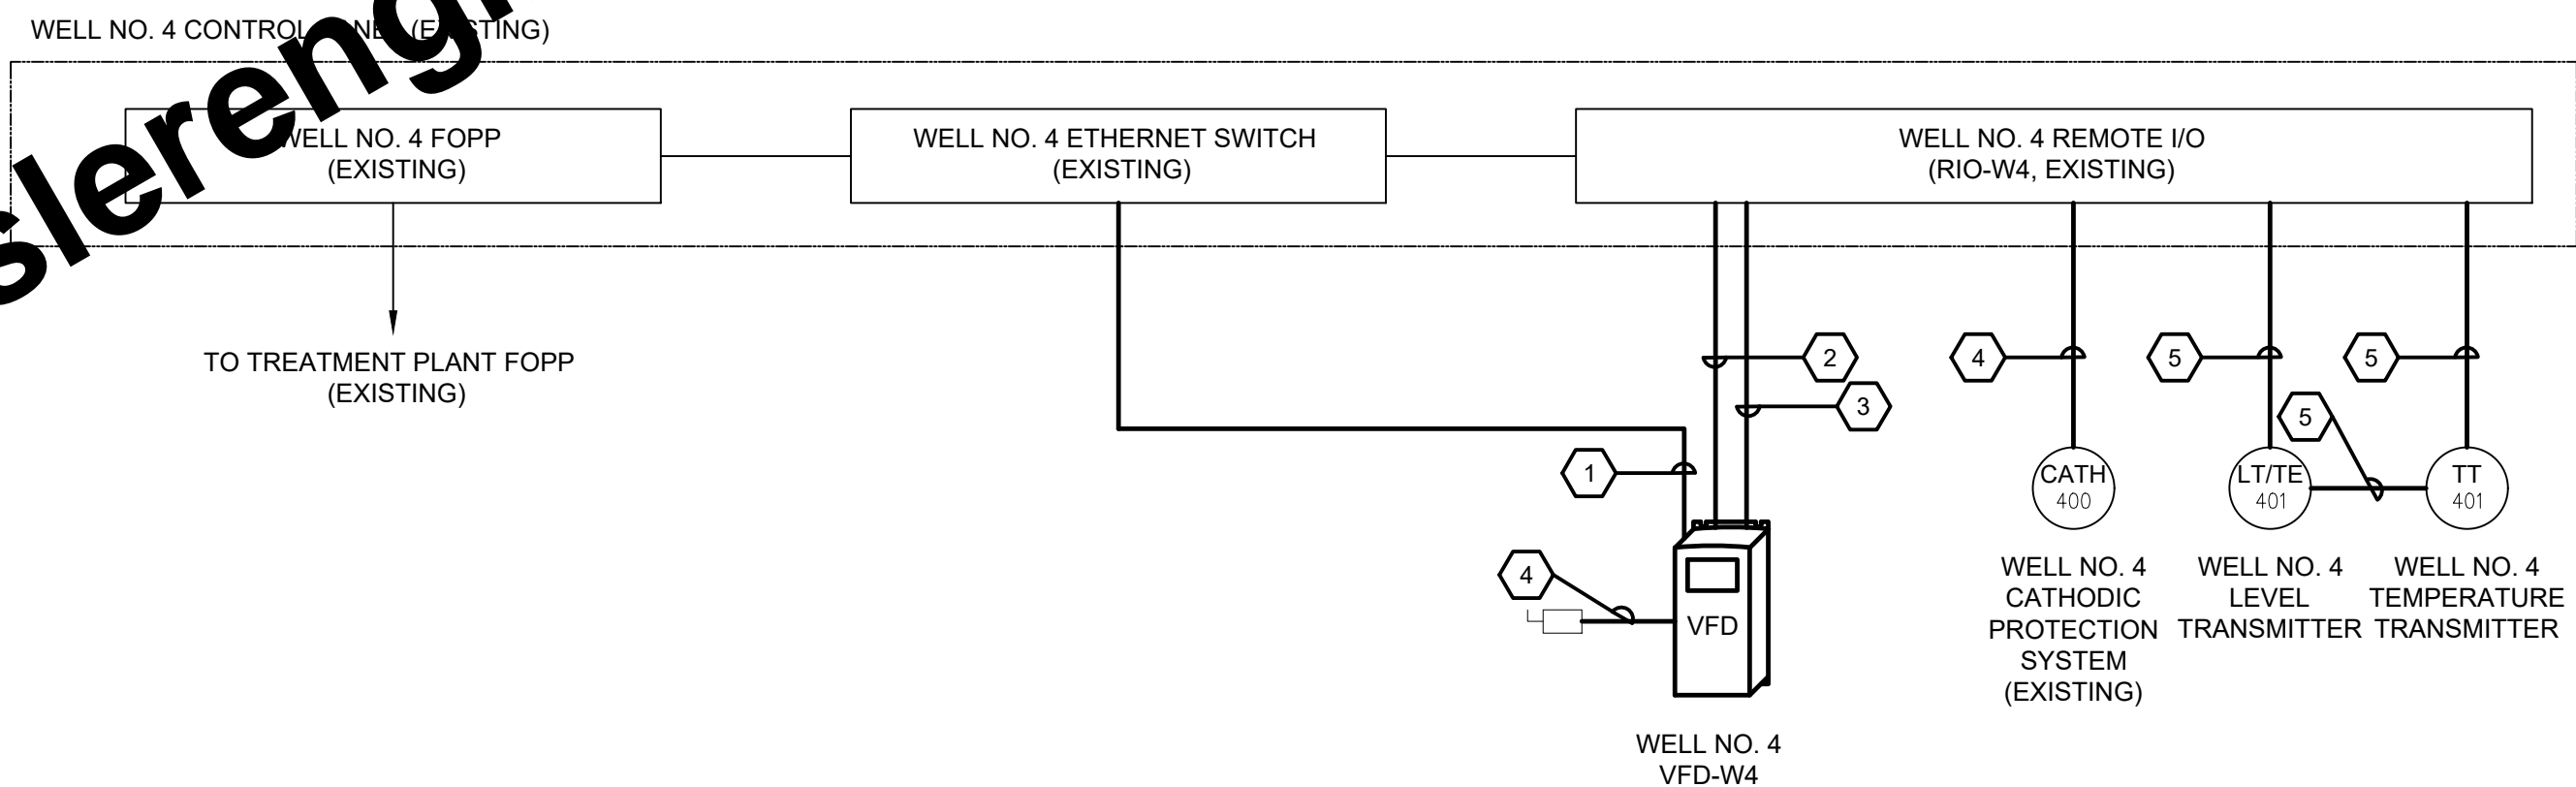 WELL NO. 4 CONTROL (EXISTING)
WELL NO. 4 FOPP
(EXISTING)
WELL NO. 4 ETHERNET SWITCH
(EXISTING)
WELL NO. 4 REMOTE I/O
(RIO-W4, EXISTING)
TO TREATMENT PLANT FOPP
(EXISTING)
2
3
4
5
5
5
1
4
VFD
CATH
400
LT/TE
401
TT
401
WELL NO. 4
CATHODIC
PROTECTION
SYSTEM
(EXISTING)
WELL NO. 4
LEVEL
TRANSMITTER
WELL NO. 4
TEMPERATURE
TRANSMITTER
WELL NO. 4
VFD-W4
slereng